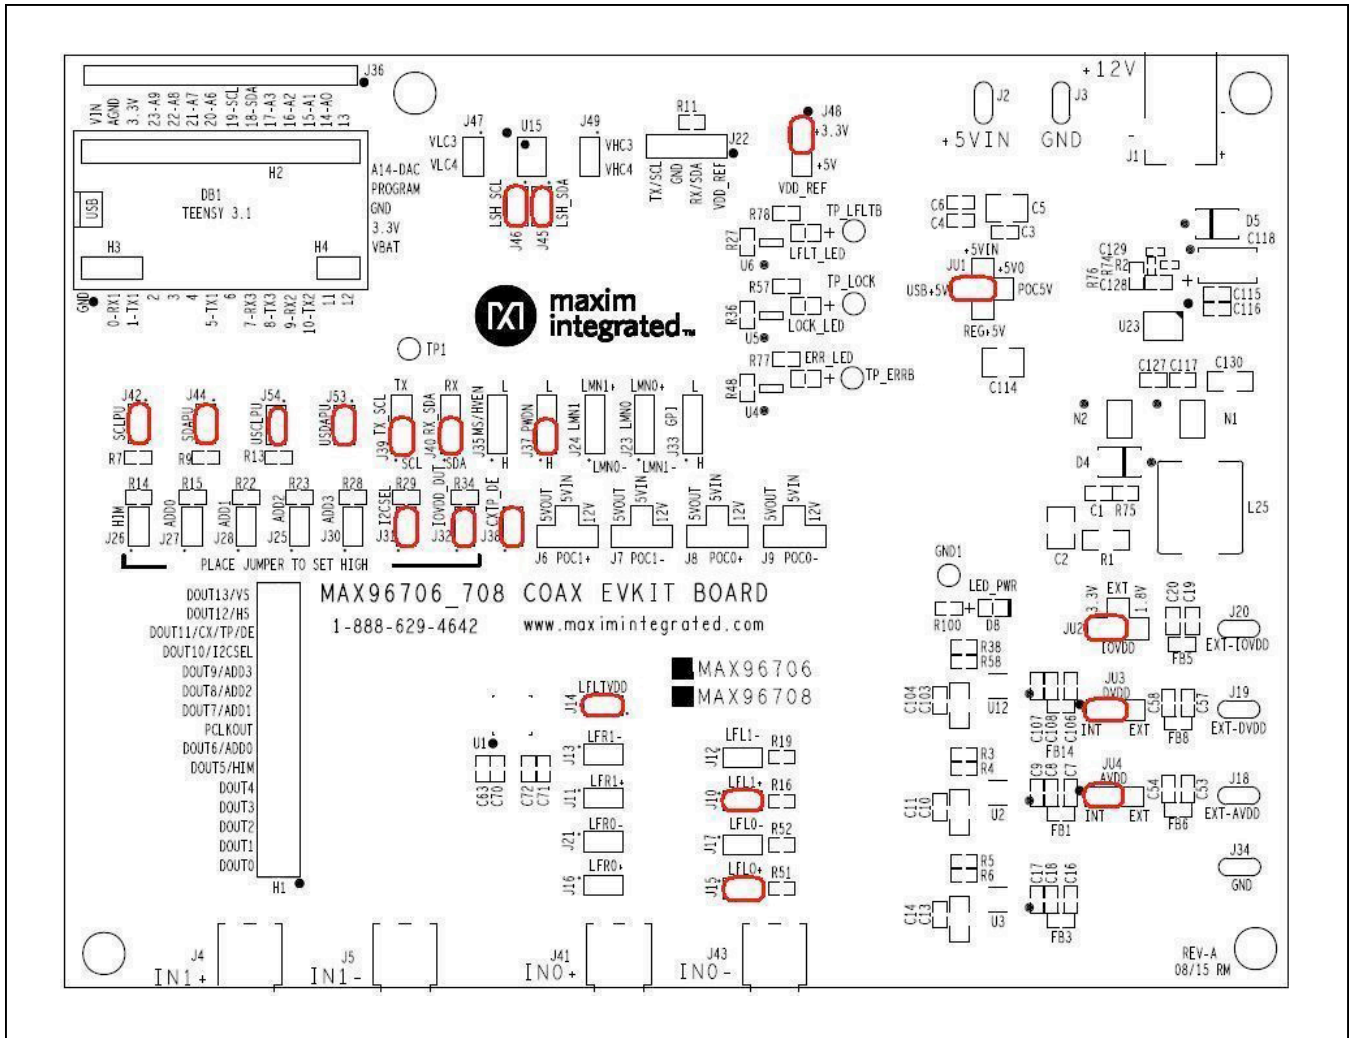 J36
VIN
AGND
3.3V
23-A9
22-A8
21-A7
20-A6
19-SCL
18-SDA
17-A3
16-A2
15-A1
14-A0
13
H2
DB1
TEENSY 3.1
USB
H3
H4
A14-DAC
PROGRAM
GND
3.3V
VBAT
GND
0-RX1
1-TX1
2
3
4
5-TX1
6
7-RX3
8-TX3
9-RX2
10-TX2
11
12
J47
VLC3
VLC4
U15
J49
VHC3
VHC4
LSH_SCL
J46
LSH_SDA
J45
R11
J22
TX/SCL
GND
RX/SDA
VDD_REF
J48
+3.3V
+5V
VDD_REF
R78
TP_LFLTB
R27
U6
LFLT_LED
R57
TP_LOCK
R36
U5
LOCK_LED
R77
ERR_LED
R48
U4
TP_ERRB
maxim
integrated™
TP1
+12V
J2
J3
+5VIN
GND
J1
-
+
C6
C4
C5
C3
+5VIN
JU1
+5VO
USB+5V
POC5V
REG+5V
C114
D5
C118
C129
R74
R2
R76
C128
C115
C116
U23
C127
C117
C130
N2
N1
D4
C1
R75
L25
C2
R1
J42
SCLPU
R7
J44
SDAPU
R9
J54
USCLPU
R13
J53
USDAPU
TX
J39 TX_SCL
SCL
RX
J40 RX_SDA
SDA
L
J35 MS/HVEN
H
L
J37 PWDN
H
LMN1+
J24 LMN1
LMN0-
LMN0+
J23 LMN0
LMN1-
L
J33 GPI
H
R14
HIM
J26
R15
ADD0
J27
R22
ADD1
J28
R23
ADD2
J25
R28
ADD3
J30
R29
I2CSEL
J31
R34
IOVDD_DUT
J32
CXTP_DE
J38
5VOUT
5VIN
12V
J6 POC1+
5VOUT
5VIN
12V
J7 POC1-
5VOUT
5VIN
12V
J8 POC0+
5VOUT
5VIN
12V
J9 POC0-
PLACE JUMPER TO SET HIGH
MAX96706_708 COAX EVKIT BOARD
1-888-629-4642 www.maximintegrated.com
MAX96706
MAX96708
DOUT13/VS
DOUT12/HS
DOUT11/CX/TP/DE
DOUT10/I2CSEL
DOUT9/ADD3
DOUT8/ADD2
DOUT7/ADD1
PCLKOUT
DOUT6/ADD0
DOUT5/HIM
DOUT4
DOUT3
DOUT2
DOUT1
DOUT0
H1
U1
C63
C70
C72
C71
LFLTVDD
J14
LFR1-
J13
LFR1+
J11
LFR0-
J21
LFR0+
J16
LFL1-
J12
R19
LFL1+
J10
R16
LFL0-
J17
R52
LFL0+
J15
R51
GND1
LED_PWR
R100
D8
R38
R58
C104
C103
U12
R3
R4
C11
C10
U2
R5
R6
C14
C13
U3
3.3V
EXT
1.8V
JU2
IOVDD
C20
C19
FB5
J20
EXT-IOVDD
C107
C108
C106
FB14
JU3
DVDD
INT
EXT
C58
C57
FB8
J19
EXT-DVDD
C9
C8
C7
FB1
JU4
AVDD
INT
EXT
C54
C53
FB6
J18
EXT-AVDD
J34
GND
C17
C18
C16
FB3
J4
IN1+
J5
IN1-
J41
IN0+
J43
IN0-
REV-A
08/15 RM